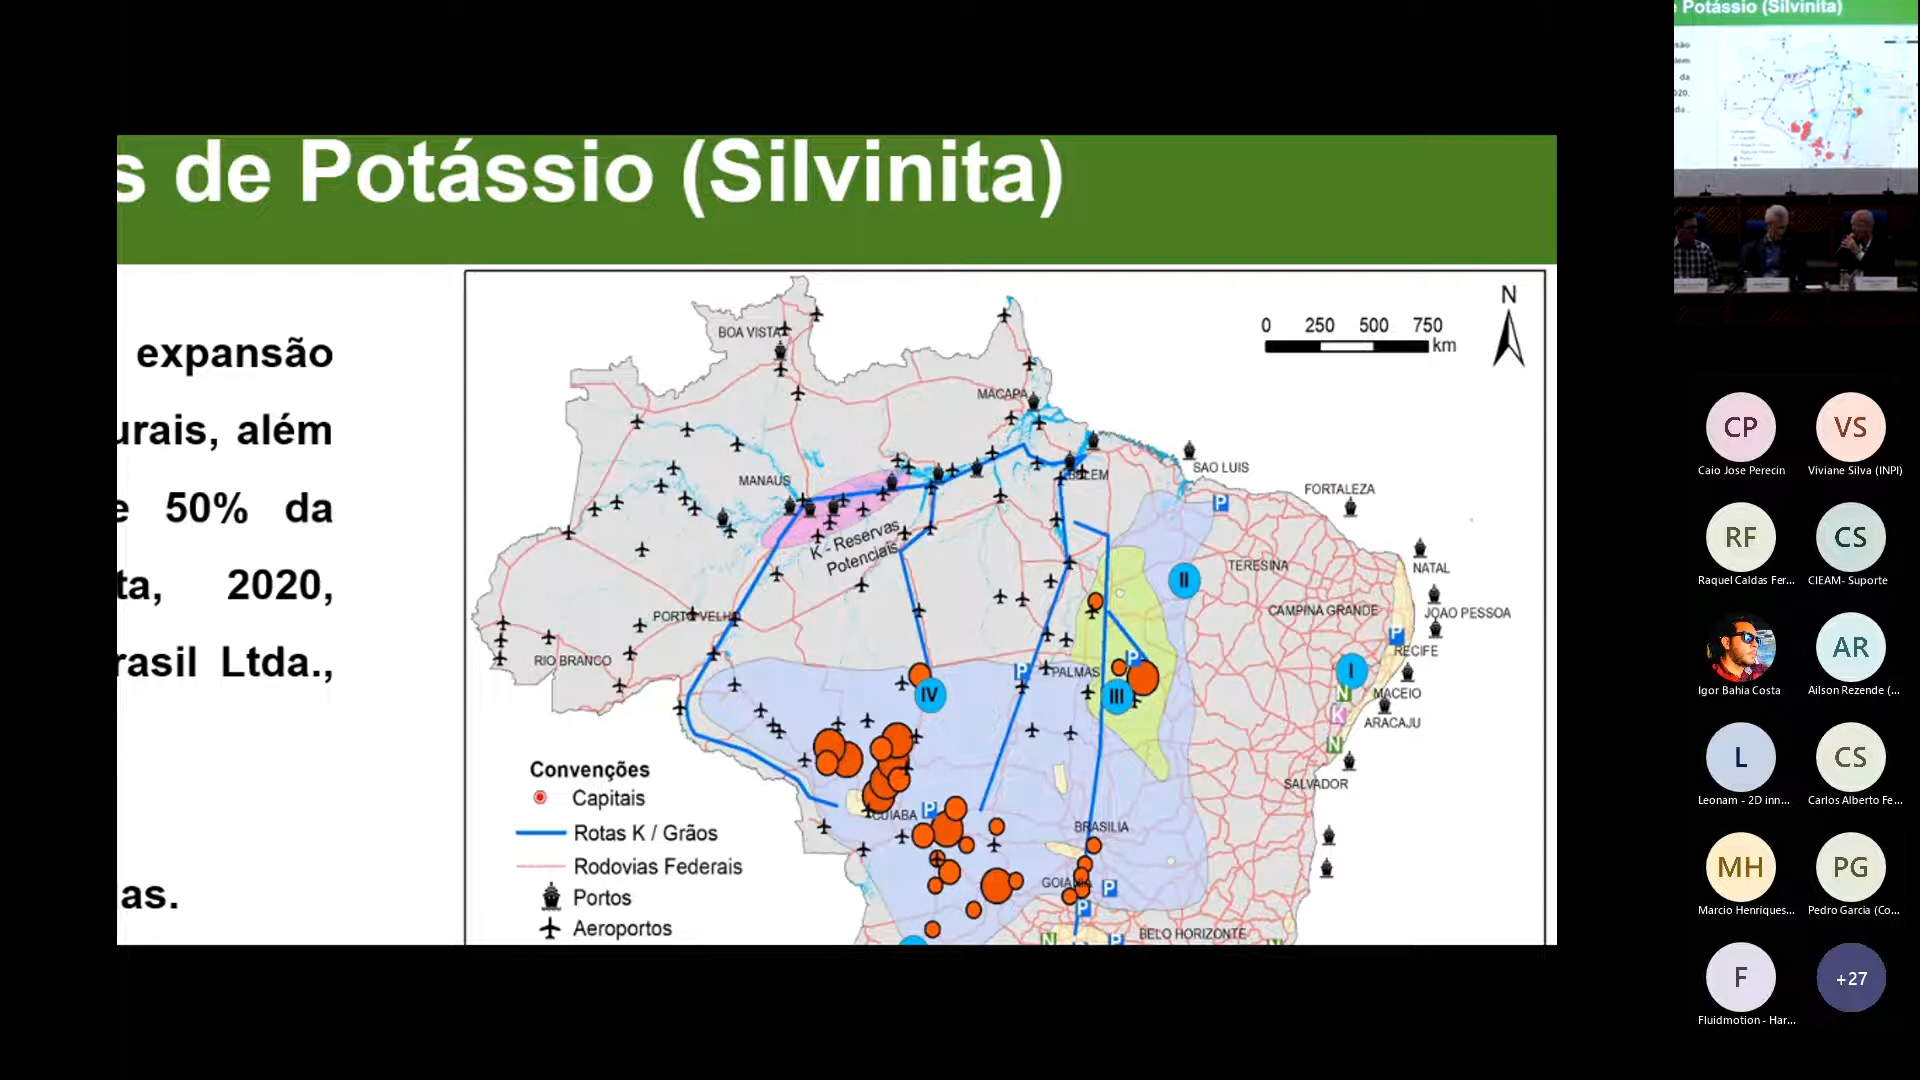 s de Potássio (Silvinita)
expansão
urais, além
e 50% da
ta, 2020,
rasil Ltda.,
as.
N
0 250 500 750
km
BOA VISTA
MACAPA
MANAUS
BELEM
SAO LUIS
FORTALEZA
K - Reservas
Potenciais
TERESINA
NATAL
CAMPINA GRANDE
JOAO PESSOA
PORTO VELHO
RECIFE
RIO BRANCO
PALMAS
MACEIO
ARACAJU
I
II
III
IV
P
P
P
P
P
P
P
P
N
K
N
N
N
SALVADOR
CUIABA
BRASILIA
GOIANIA
BELO HORIZONTE
Convenções
Capitais
Rotas K / Grãos
Rodovias Federais
Portos
Aeroportos
Potássio (Silvinita)
CP
VS
Caio Jose Perecin
Viviane Silva (INPI)
RF
CS
Raquel Caldas Fer...
CIEAM- Suporte
AR
Igor Bahia Costa
Ailson Rezende (...
L
CS
Leonam - 2D inn...
Carlos Alberto Fe...
MH
PG
Marcio Henriques...
Pedro Garcia (Co...
F
+27
Fluidmotion - Har...